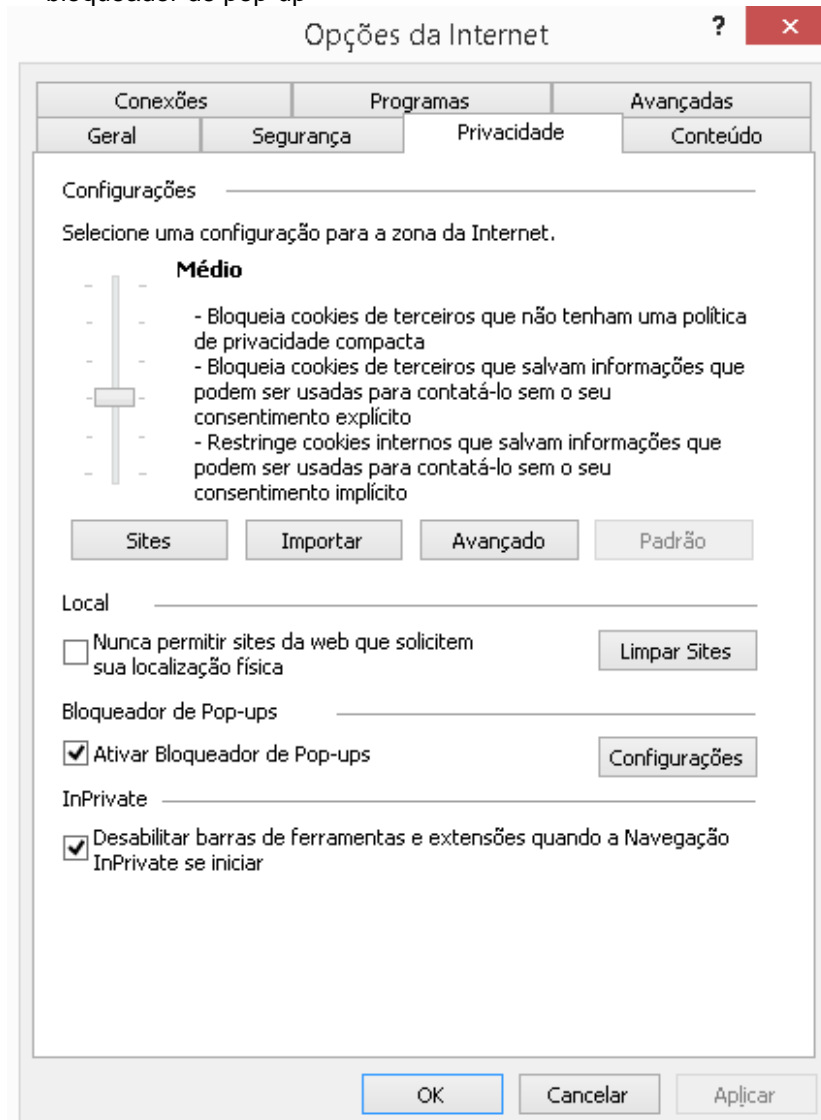 bloqueador de pop-up
Opções da Internet
?
×
Conexões Programas Avançadas
Geral Segurança Privacidade Conteúdo
Configurações
Selecione uma configuração para a zona da Internet.
Médio
- Bloqueia cookies de terceiros que não tenham uma política
de privacidade compacta
- Bloqueia cookies de terceiros que salvam informações que
podem ser usadas para contatá-lo sem o seu
consentimento explícito
- Restringe cookies internos que salvam informações que
podem ser usadas para contatá-lo sem o seu
consentimento implícito
Sites Importar Avançado Padrão
Local
Nunca permitir sites da web que solicitem
sua localização física
Limpar Sites
Bloqueador de Pop-ups
Ativar Bloqueador de Pop-ups
Configurações
InPrivate
Desabilitar barras de ferramentas e extensões quando a Navegação
InPrivate se iniciar
OK Cancelar Aplicar